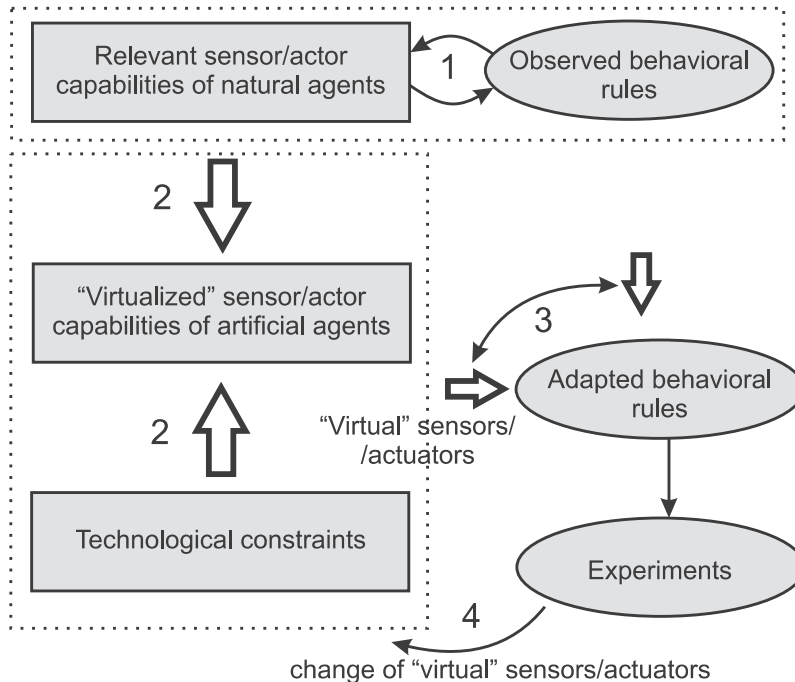 Relevant sensor/actor
capabilities of natural agents
1
Observed behavioral
rules
2
“Virtualized” sensor/actor
capabilities of artificial agents
3
2
“Virtual” sensors/
/actuators
Adapted behavioral
rules
Technological constraints
Experiments
4
change of “virtual” sensors/actuators